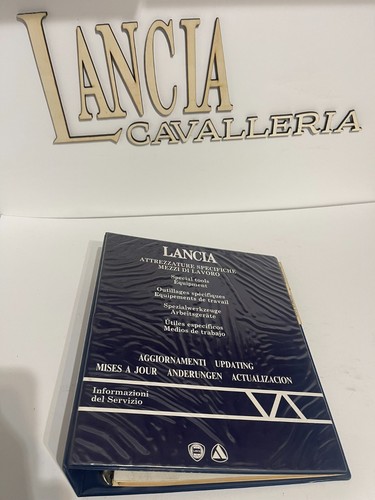 LANCIA
CAVALLERIA
LANCIA
ATTREZZATURE SPECIFICHE
MEZZI DI LAVORO
Special tools
Equipment
Outillages spécifiques
Equipements de travail
Spezialwerkzeuge
Arbeitsgeräte
Útiles específicos
Medios de trabajo
AGGIORNAMENTI UPDATING
MISES A JOUR ÄNDERUNGEN ACTUALIZACION
Informazioni
del Servizio